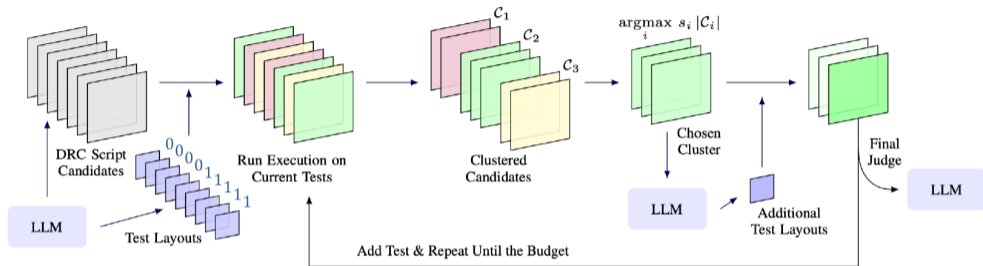 DRC Script
Candidates
LLM
0 0 0 0 1 1 1 1 1
Test Layouts
Run Execution on
Current Tests
C₁
C₂
C₃
Clustered
Candidates
argmax sᵢ |Cᵢ|
i
Chosen
Cluster
LLM
Additional
Test Layouts
Final
Judge
LLM
Add Test & Repeat Until the Budget